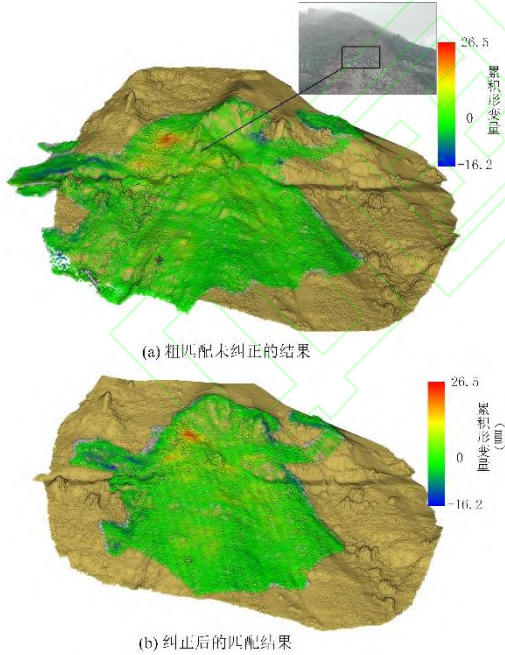 26.5
0
-16.2
累积形变量
(a) 粗匹配未纠正的结果
26.5
0
-16.2
累积形变量
(mm)
(b) 纠正后的匹配结果